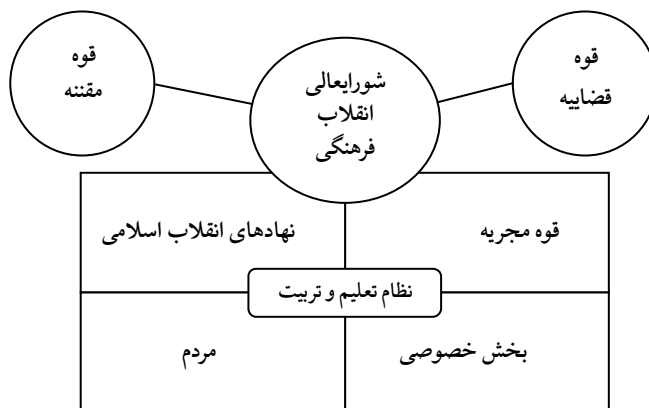 قوه
قضاییه
شورایعالی
انقلاب
فرهنگی
قوه
مقننه
قوه مجریه
نهادهای انقلاب اسلامی
نظام تعلیم و تربیت
بخش خصوصی
مردم